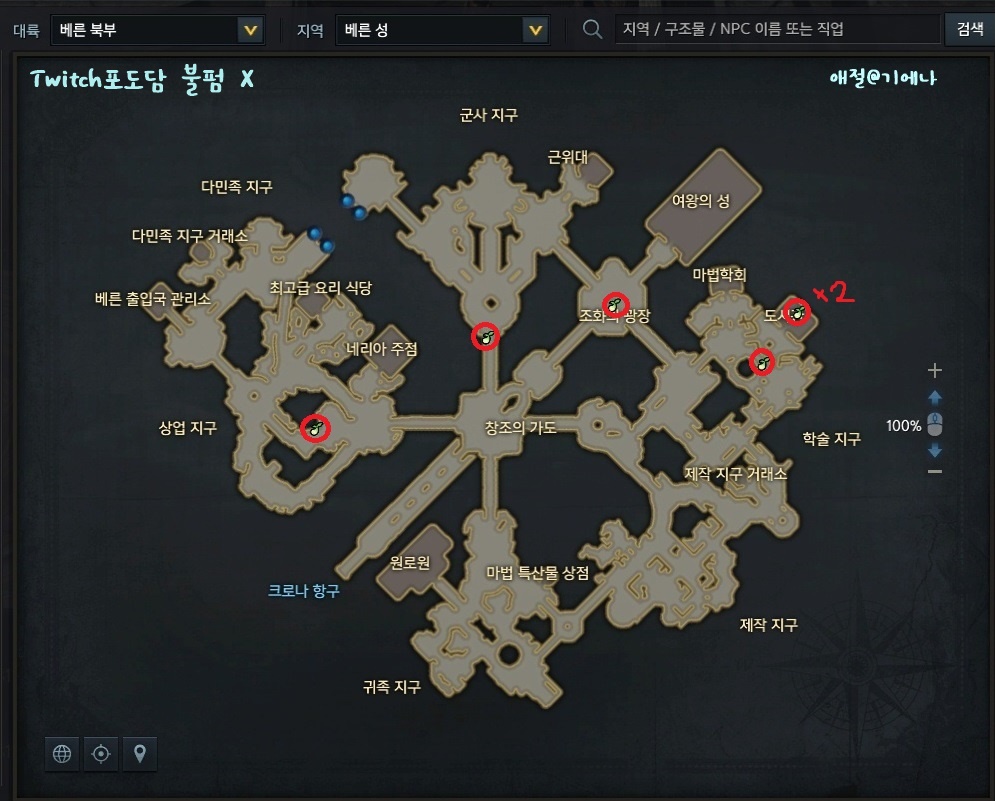 대륙 베른 북부 지역 베른 성 지역 / 구조물 / NPC 이름 또는 직업 검색
Twitch포도담 불펌 X 애절@기에나
군사 지구
근위대
다민족 지구
여왕의 성
다민족 지구 거래소
마법학회
최고급 요리 식당
베른 출입국 관리소
+2
조화의 광장
네리아 주점
100%
상업 지구
창조의 가도
학술 지구
제작 지구 거래소
원로원
마법 특산물 상점
크로나 항구
제작 지구
귀족 지구